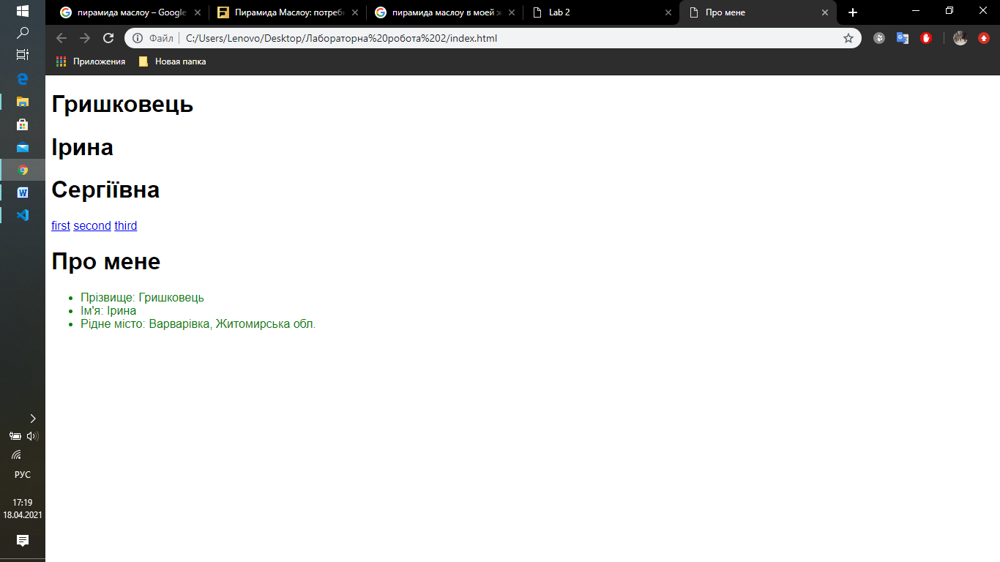 пирамида маслоу – Google
Пирамида Маслоу: потреб
пирамида маслоу в моей
Lab 2
Про мене
Файл
C:/Users/Lenovo/Desktop/Лабораторна%20робота%202/index.html
Приложения
Новая папка
Гришковець
Ірина
Сергіївна
first second third
Про мене
Прізвище: Гришковець
Ім'я: Ірина
Рідне місто: Варварівка, Житомирська обл.
РУС
17:19
18.04.2021